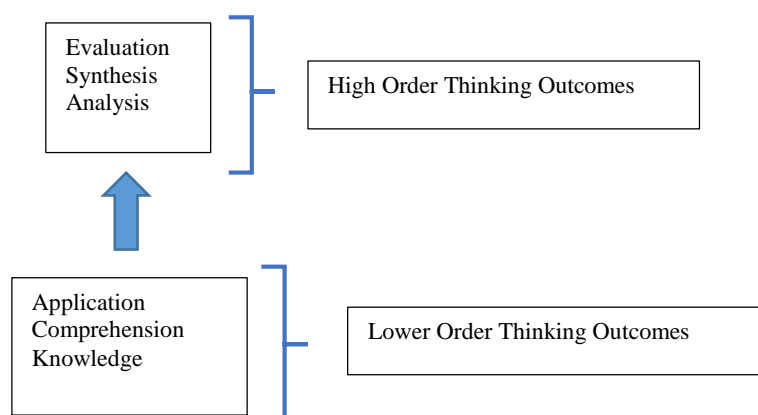 Evaluation
Synthesis
Analysis
High Order Thinking Outcomes
Application
Comprehension
Knowledge
Lower Order Thinking Outcomes